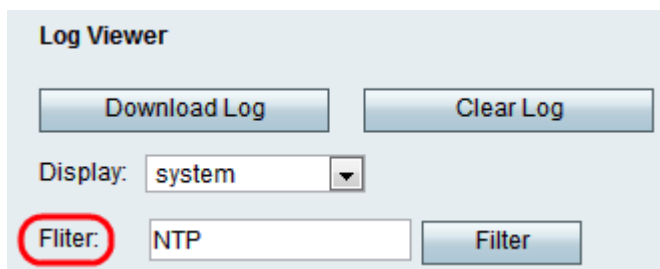 Log Viewer
Download Log Clear Log
Display: system
Fliter: NTP Filter